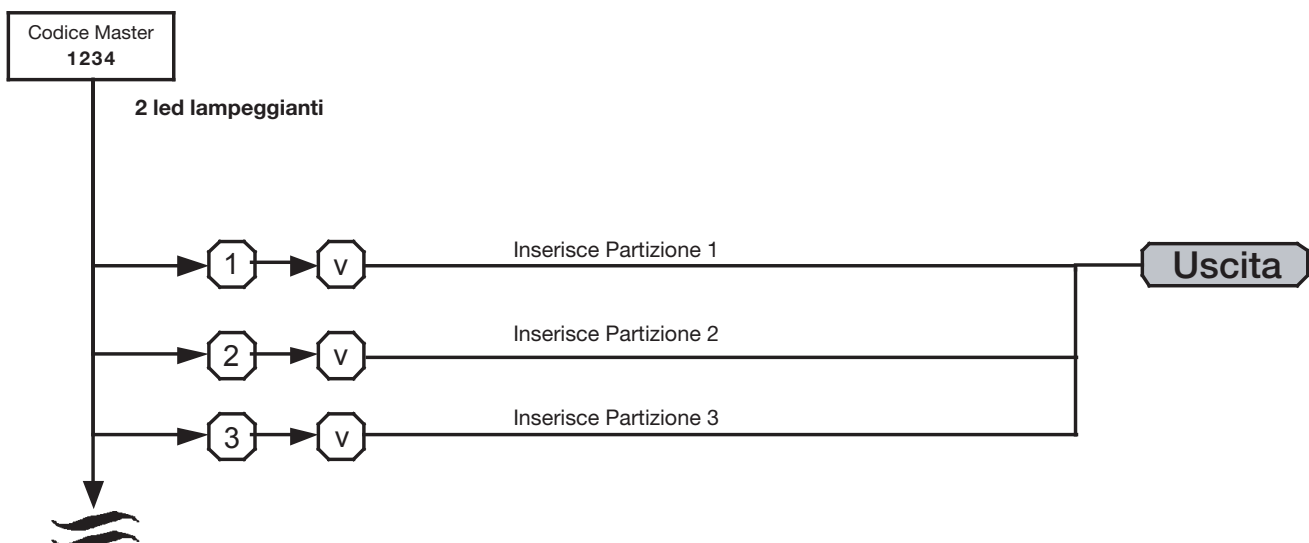 Codice Master
1234
2 led lampeggianti
1 v Inserisce Partizione 1 Uscita
2 v Inserisce Partizione 2
3 v Inserisce Partizione 3